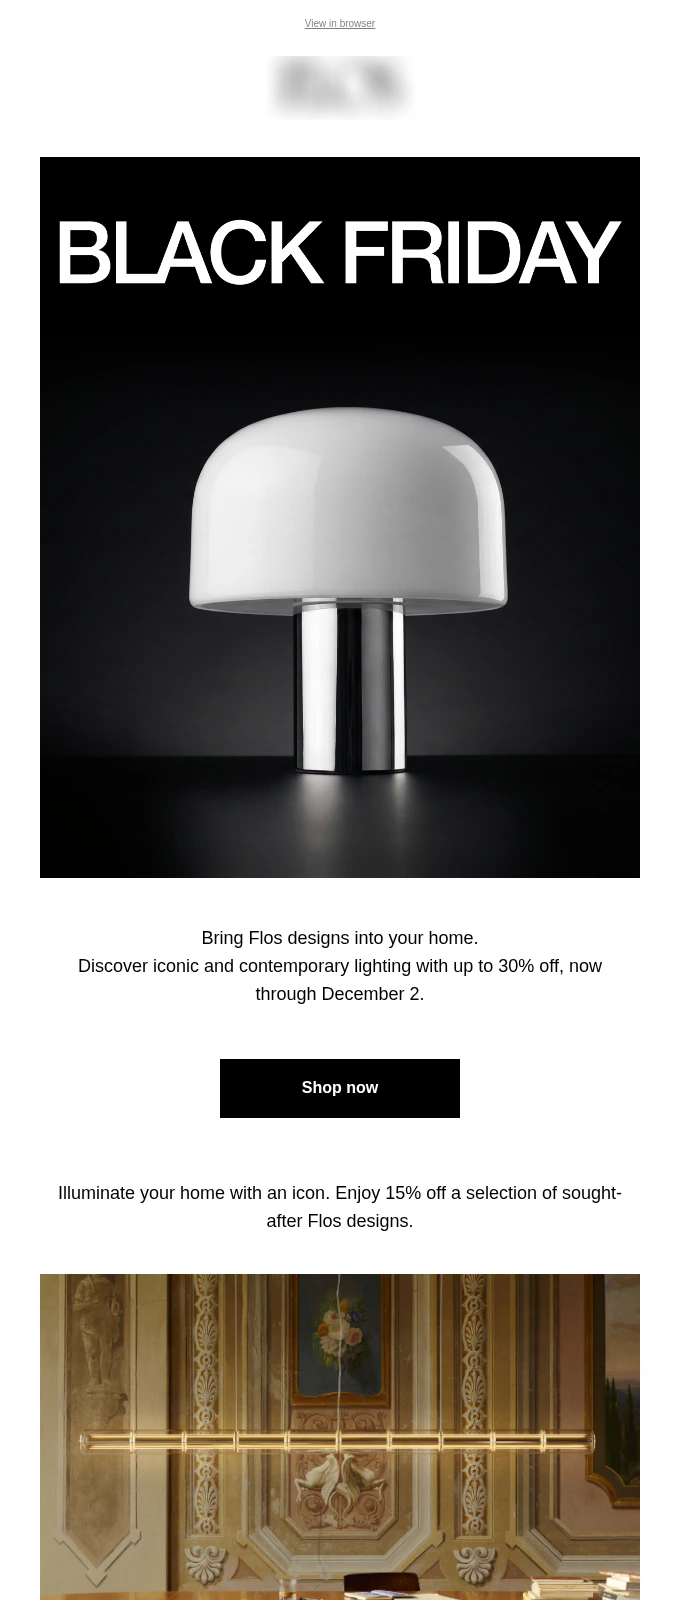 View in browser
BLACK FRIDAY
Bring Flos designs into your home.
Discover iconic and contemporary lighting with up to 30% off, now
through December 2.
Shop now
Illuminate your home with an icon. Enjoy 15% off a selection of sought-
after Flos designs.